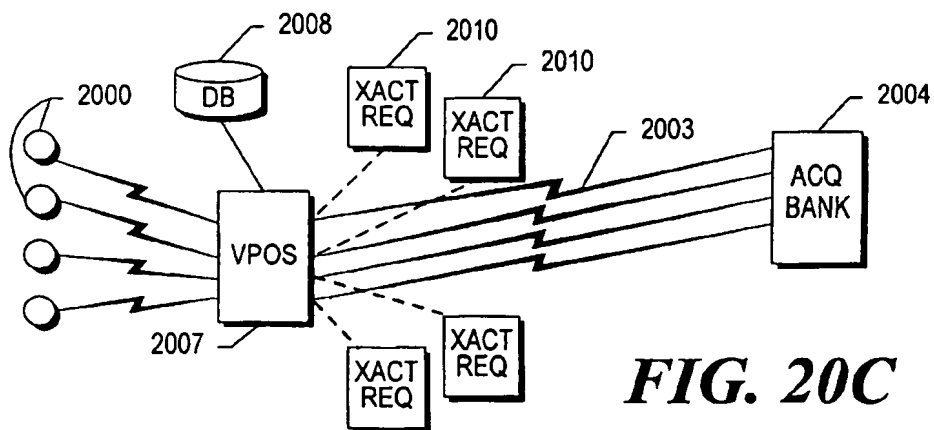 2008
2010
2010
2000
DB
XACT
REQ
XACT
REQ
2003
2004
VPOS
ACQ
BANK
2007
XACT
REQ
XACT
REQ
FIG. 20C